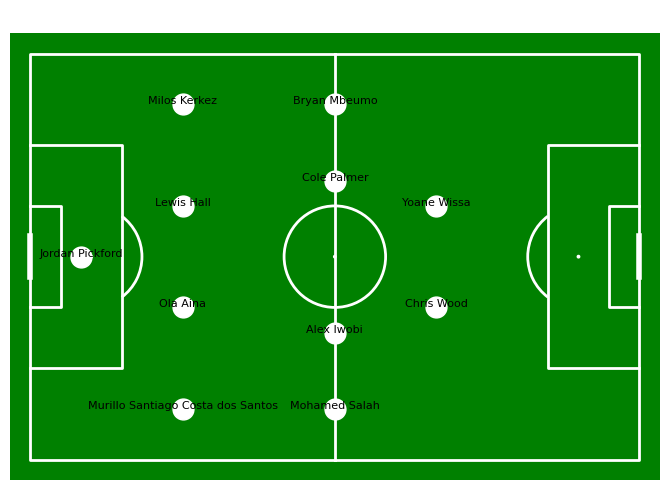 Milos Kerkez
Bryan Mbeumo
Cole Palmer
Lewis Hall
Yoane Wissa
Jordan Pickford
Ola Aina
Chris Wood
Alex Iwobi
Murillo Santiago Costa dos Santos
Mohamed Salah